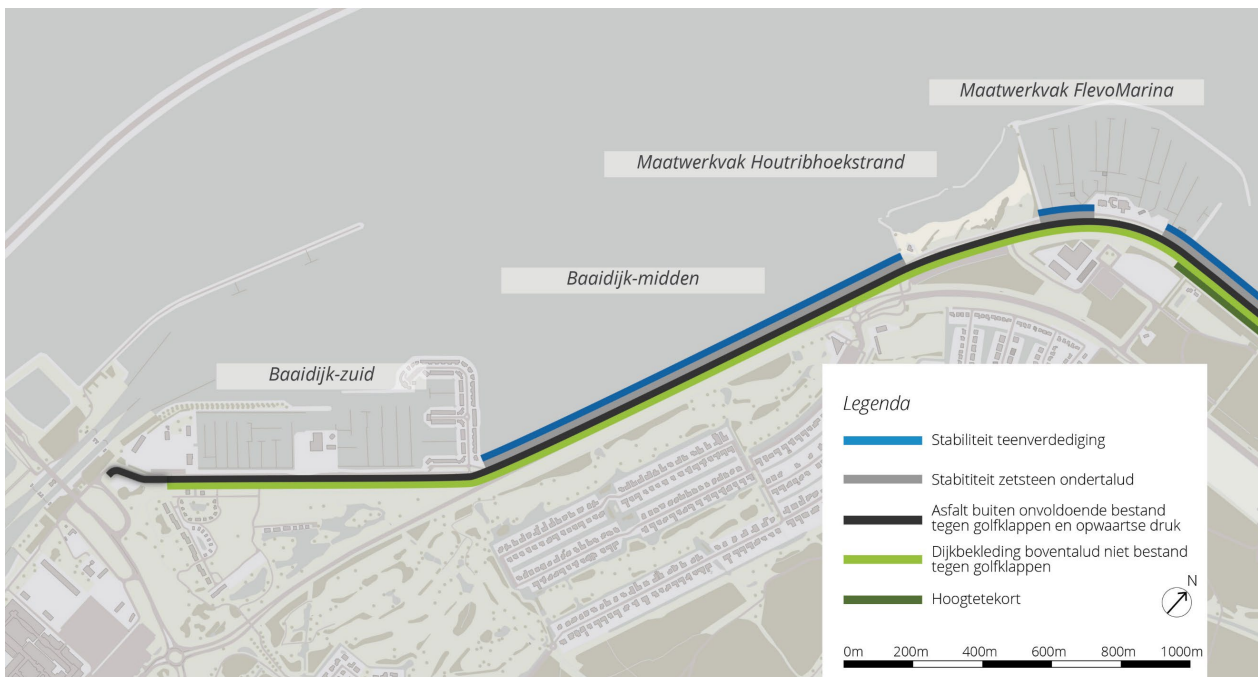 Maatwerkvak FlevoMarina
Maatwerkvak Houtribhoekstrand
Baaidijk-midden
Baaidijk-zuid
Legenda
Stabiliteit teenverdediging
Stabititeit zetsteen ondertalud
Asfalt buiten onvoldoende bestand
tegen golfklappen en opwaartse druk
Dijkbekleding boventalud niet bestand
tegen golfklappen
Hoogtetekort
N
0m 200m 400m 600m 800m 1000m